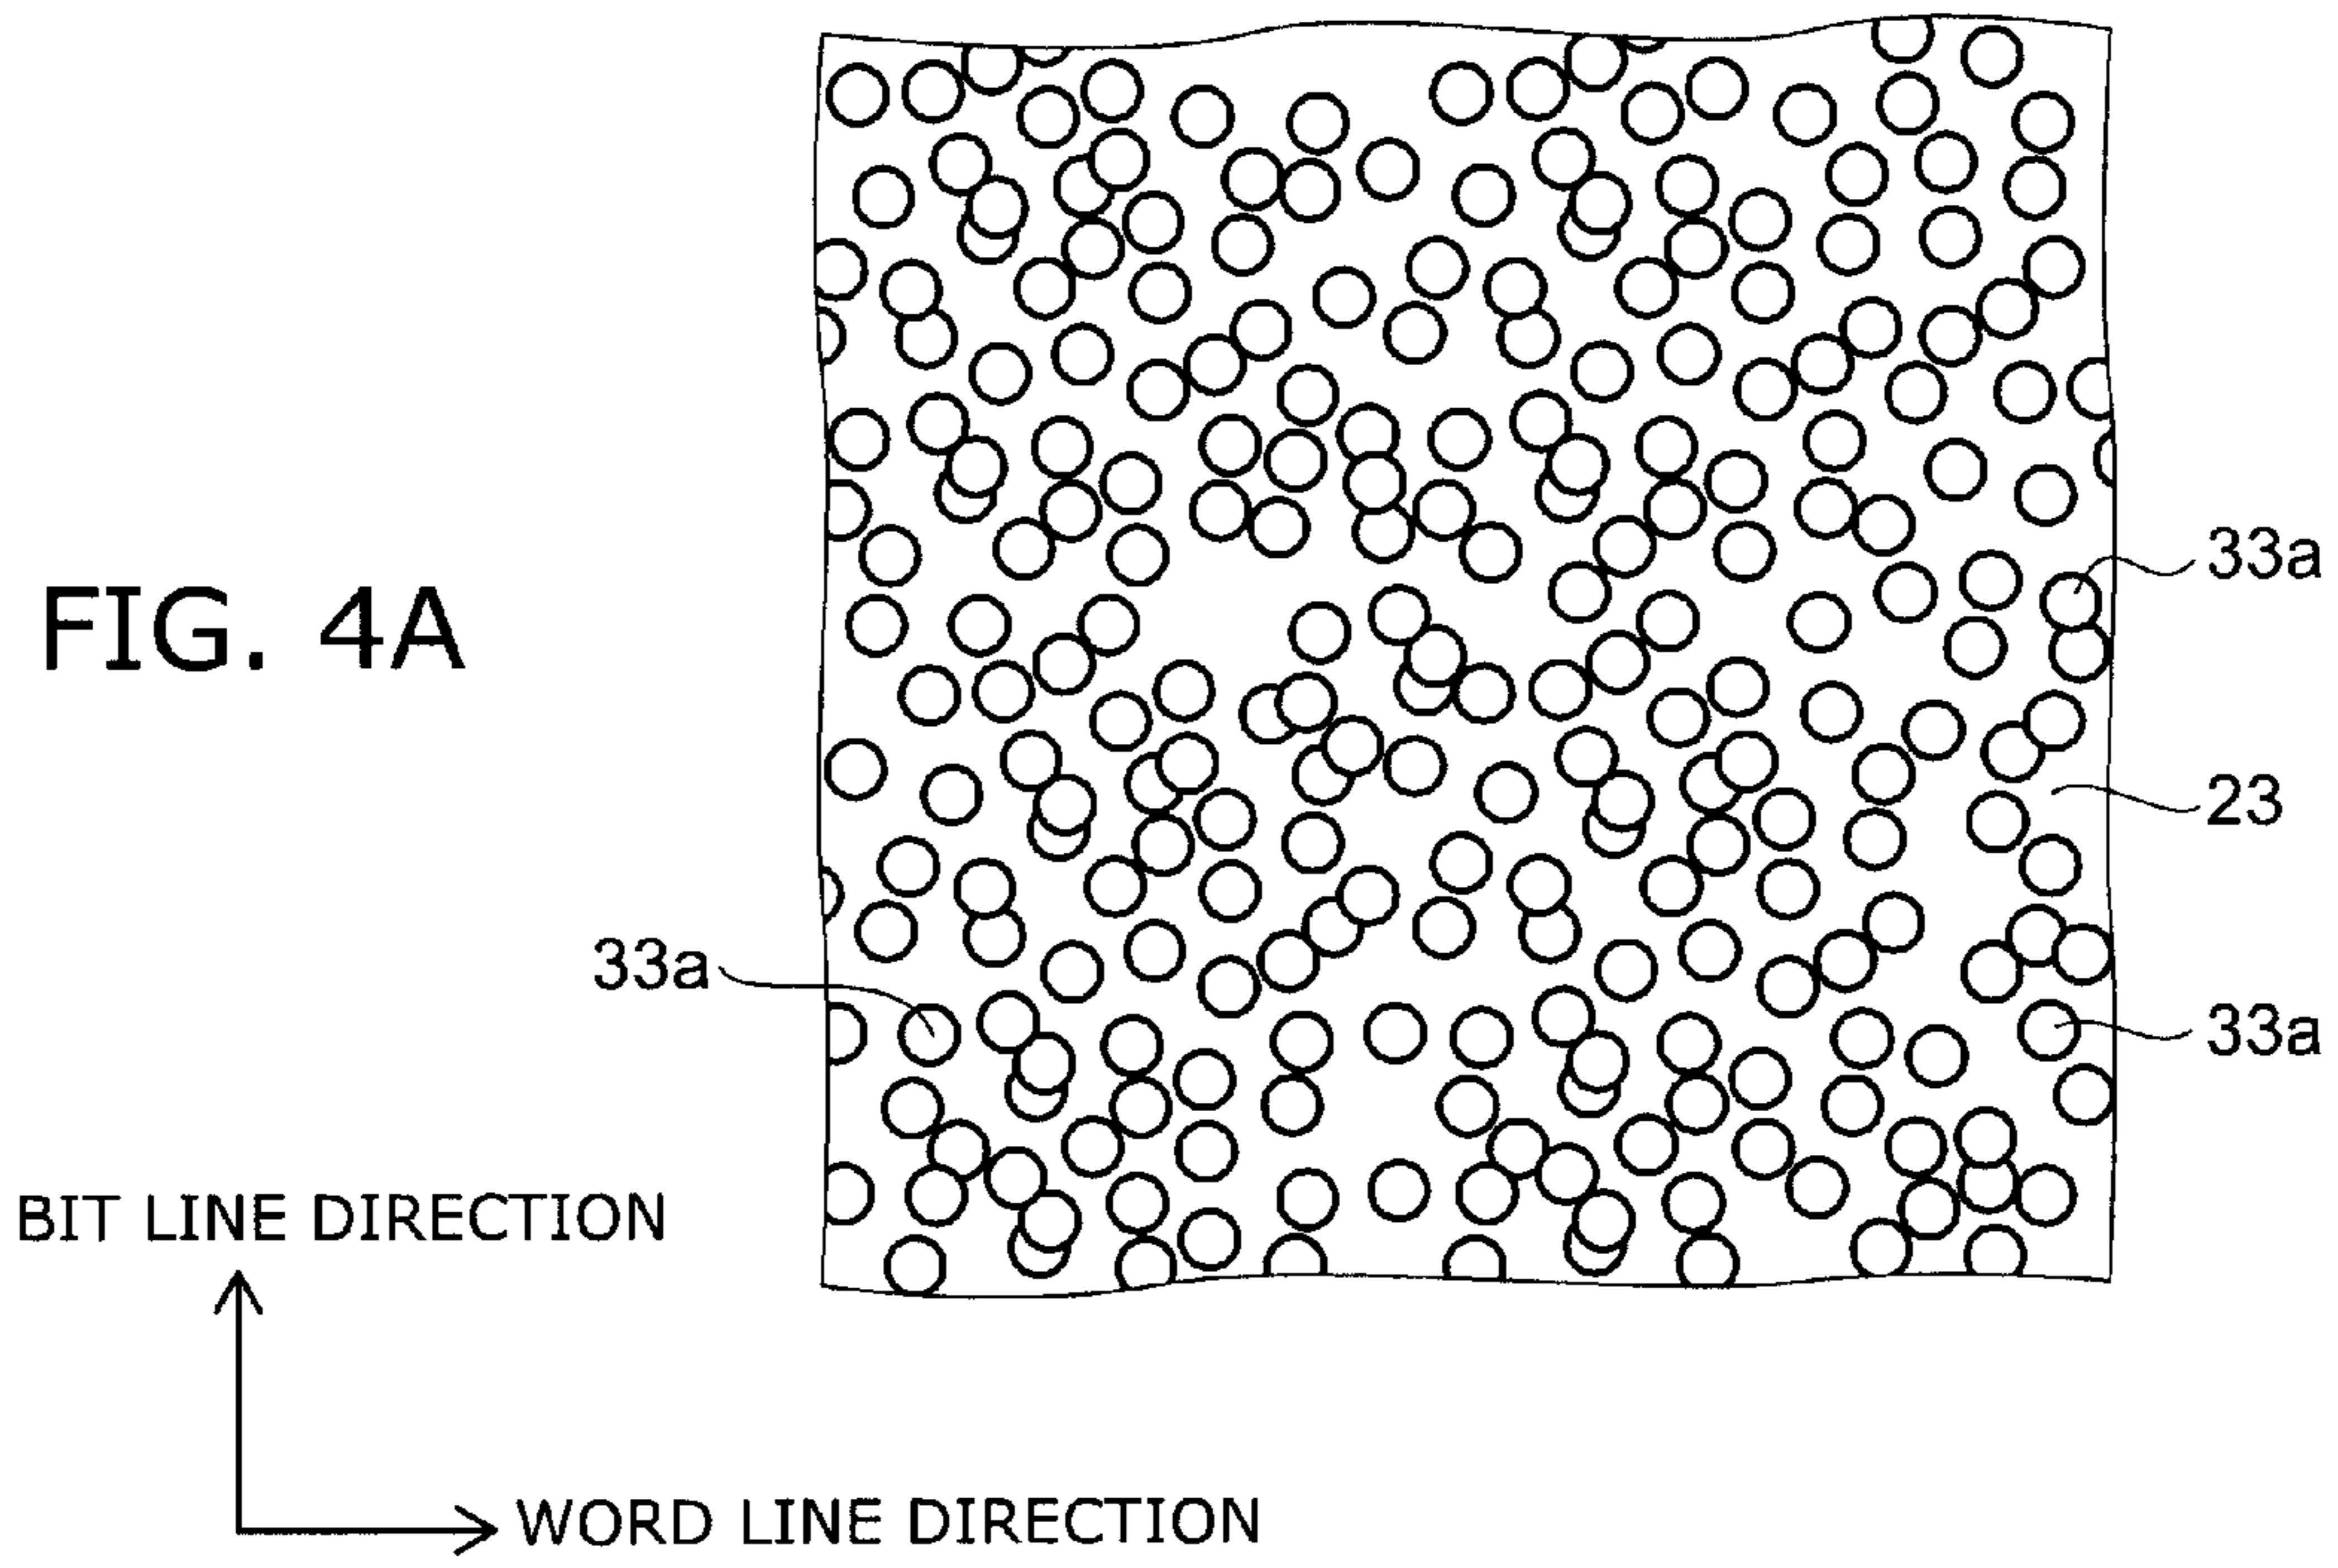 FIG. 4A
33a
23
33a
33a
BIT LINE DIRECTION
WORD LINE DIRECTION